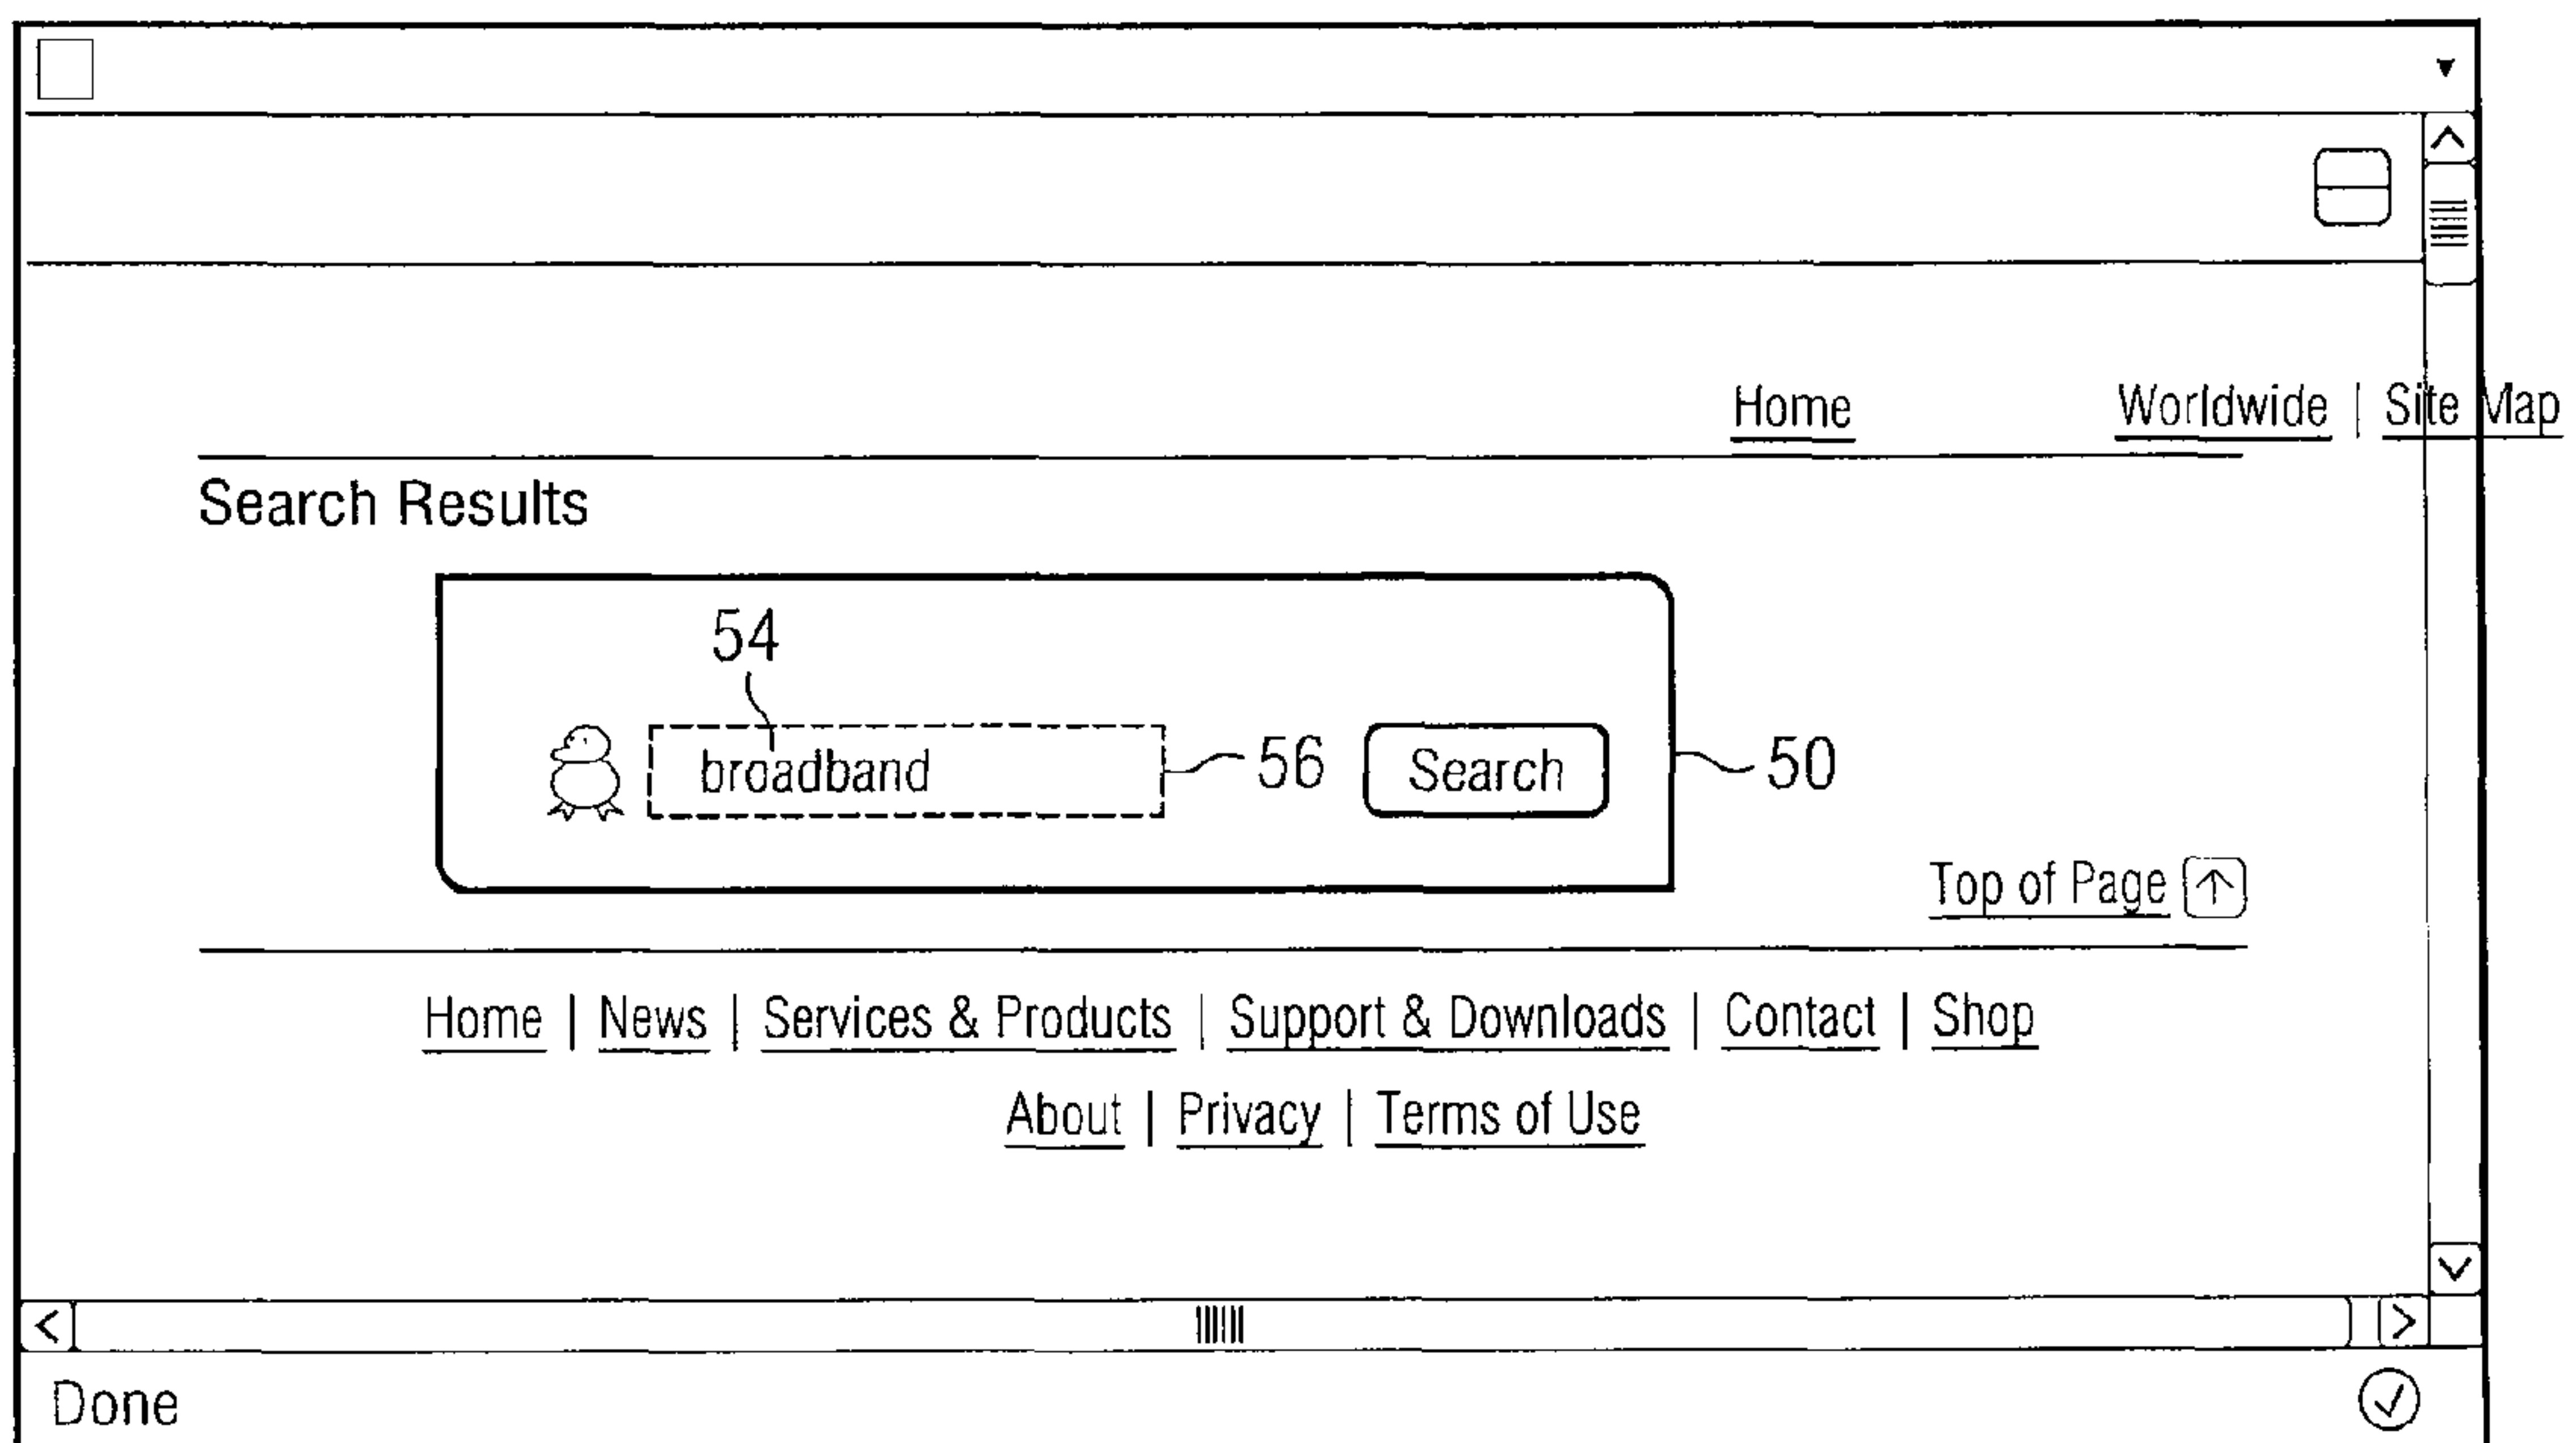 Home Worldwide | Site Map
Search Results
54
broadband 56 Search 50
Top of Page
Home | News | Services & Products | Support & Downloads | Contact | Shop
About | Privacy | Terms of Use
Done